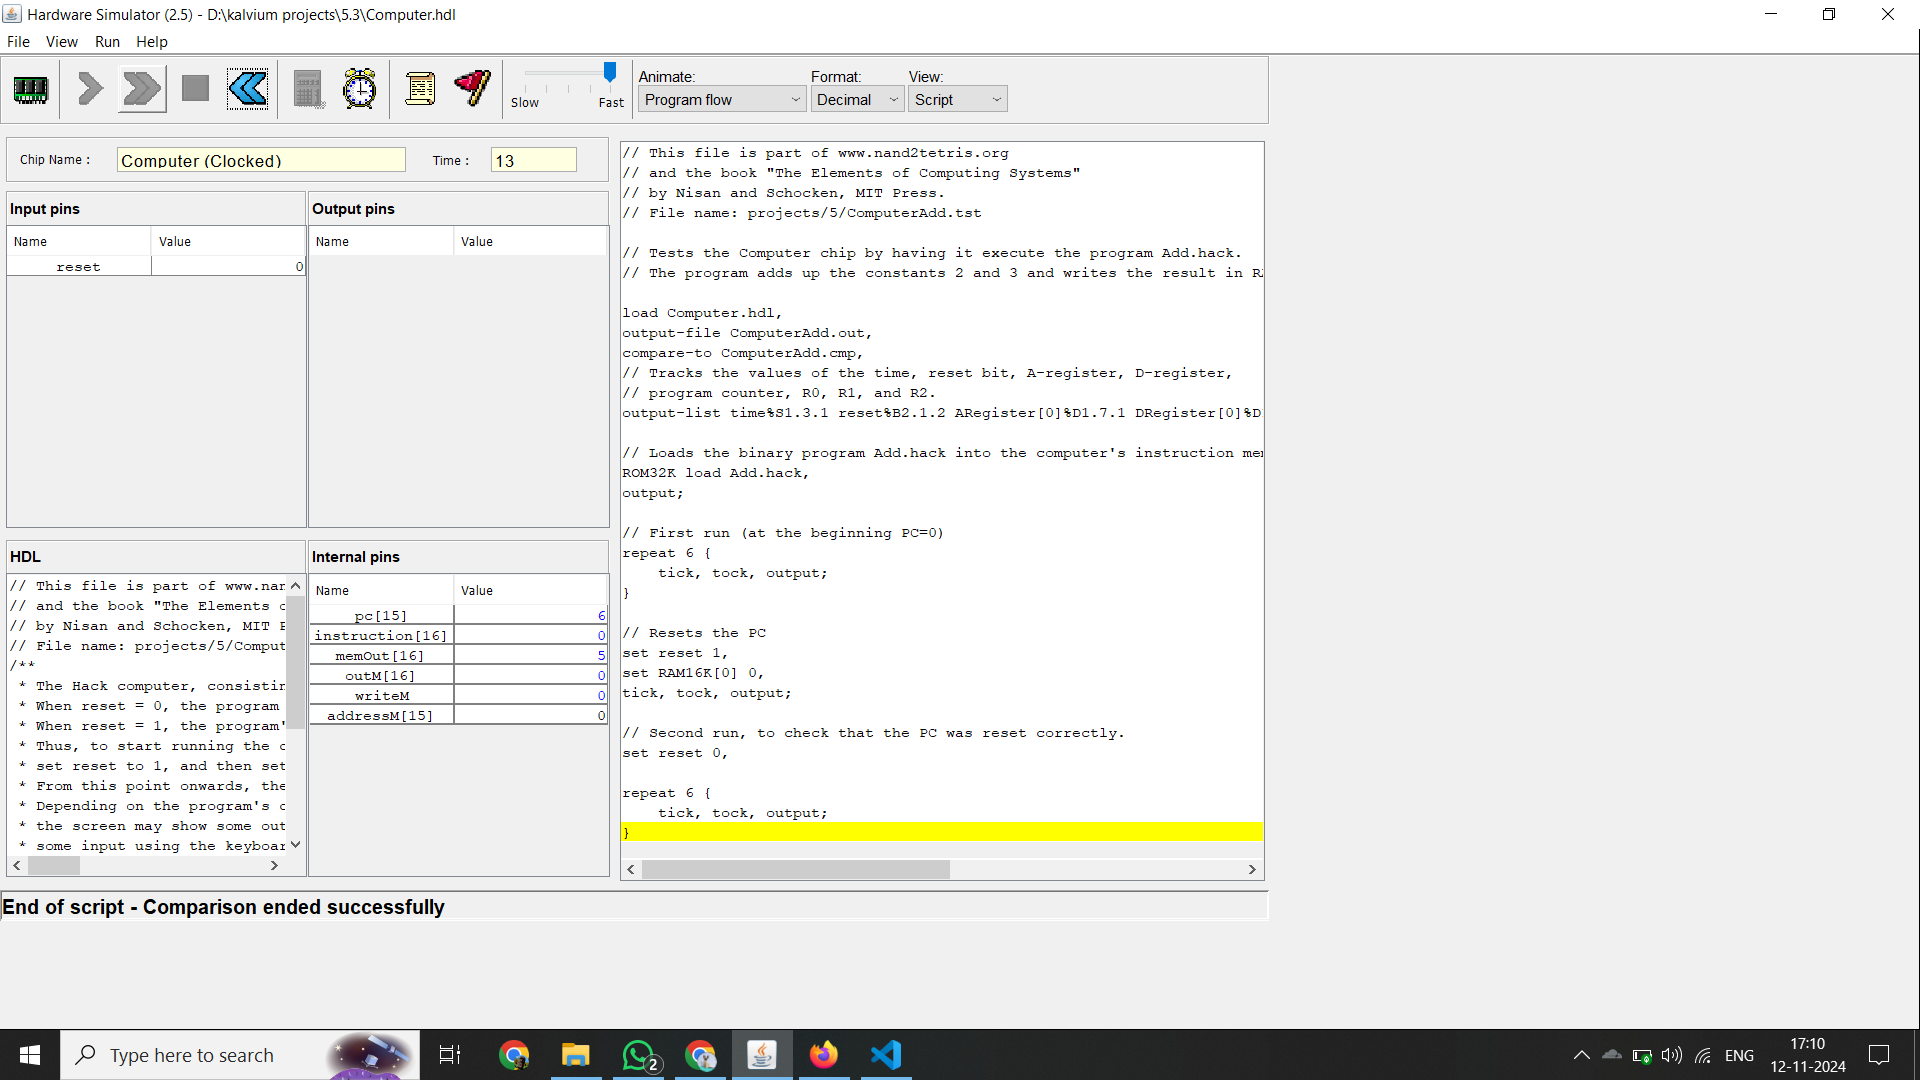 Hardware Simulator (2.5) - D:\kalvium projects\5.3\Computer.hdl
File View Run Help
Slow Fast
Animate: Format: View:
Program flow Decimal Script
Chip Name : Computer (Clocked) Time : 13
Input pins
Name Value
reset 0
Output pins
Name Value
HDL
// This file is part of www.nan
// and the book "The Elements o
// by Nisan and Schocken, MIT P
// File name: projects/5/Comput
/**
* The Hack computer, consistin
* When reset = 0, the program
* When reset = 1, the program'
* Thus, to start running the c
* set reset to 1, and then set
* From this point onwards, the
* Depending on the program's c
* the screen may show some out
* some input using the keyboar
Internal pins
Name Value
pc[15] 6
instruction[16] 0
memOut[16] 5
outM[16] 0
writeM 0
addressM[15] 0
// This file is part of www.nand2tetris.org
// and the book "The Elements of Computing Systems"
// by Nisan and Schocken, MIT Press.
// File name: projects/5/ComputerAdd.tst
// Tests the Computer chip by having it execute the program Add.hack.
// The program adds up the constants 2 and 3 and writes the result in RA
load Computer.hdl,
output-file ComputerAdd.out,
compare-to ComputerAdd.cmp,
// Tracks the values of the time, reset bit, A-register, D-register,
// program counter, R0, R1, and R2.
output-list time%S1.3.1 reset%B2.1.2 ARegister[0]%D1.7.1 DRegister[0]%D
// Loads the binary program Add.hack into the computer's instruction mem
ROM32K load Add.hack,
output;
// First run (at the beginning PC=0)
repeat 6 {
tick, tock, output;
}
// Resets the PC
set reset 1,
set RAM16K[0] 0,
tick, tock, output;
// Second run, to check that the PC was reset correctly.
set reset 0,
repeat 6 {
tick, tock, output;
}
End of script - Comparison ended successfully
Type here to search
2
ENG
17:10
12-11-2024